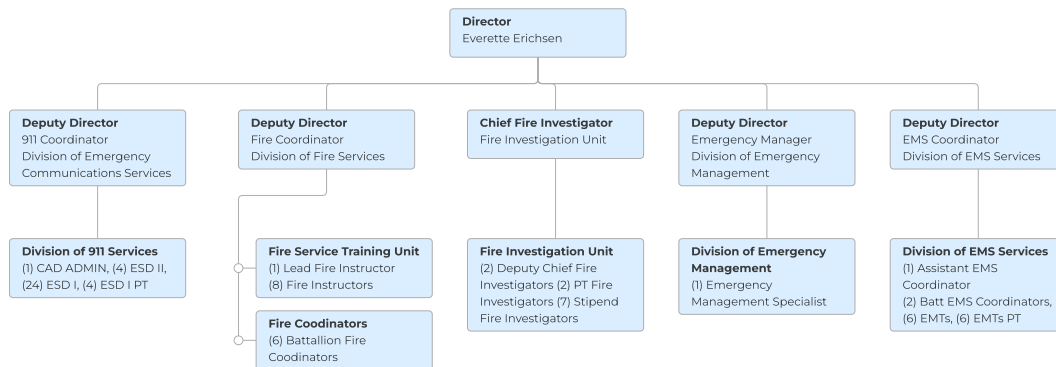 Director
Everette Erichsen
Deputy Director
911 Coordinator
Division of Emergency
Communications Services
Deputy Director
Fire Coordinator
Division of Fire Services
Chief Fire Investigator
Fire Investigation Unit
Deputy Director
Emergency Manager
Division of Emergency
Management
Deputy Director
EMS Coordinator
Division of EMS Services
Division of 911 Services
(1) CAD ADMIN, (4) ESD II,
(24) ESD I, (4) ESD I PT
Fire Service Training Unit
(1) Lead Fire Instructor
(8) Fire Instructors
Fire Coodinators
(6) Battallion Fire
Coodinators
Fire Investigation Unit
(2) Deputy Chief Fire
Investigators (2) PT Fire
Investigators (7) Stipend
Fire Investigators
Division of Emergency
Management
(1) Emergency
Management Specialist
Division of EMS Services
(1) Assistant EMS
Coordinator
(2) Batt EMS Coordinators,
(6) EMTs, (6) EMTs PT